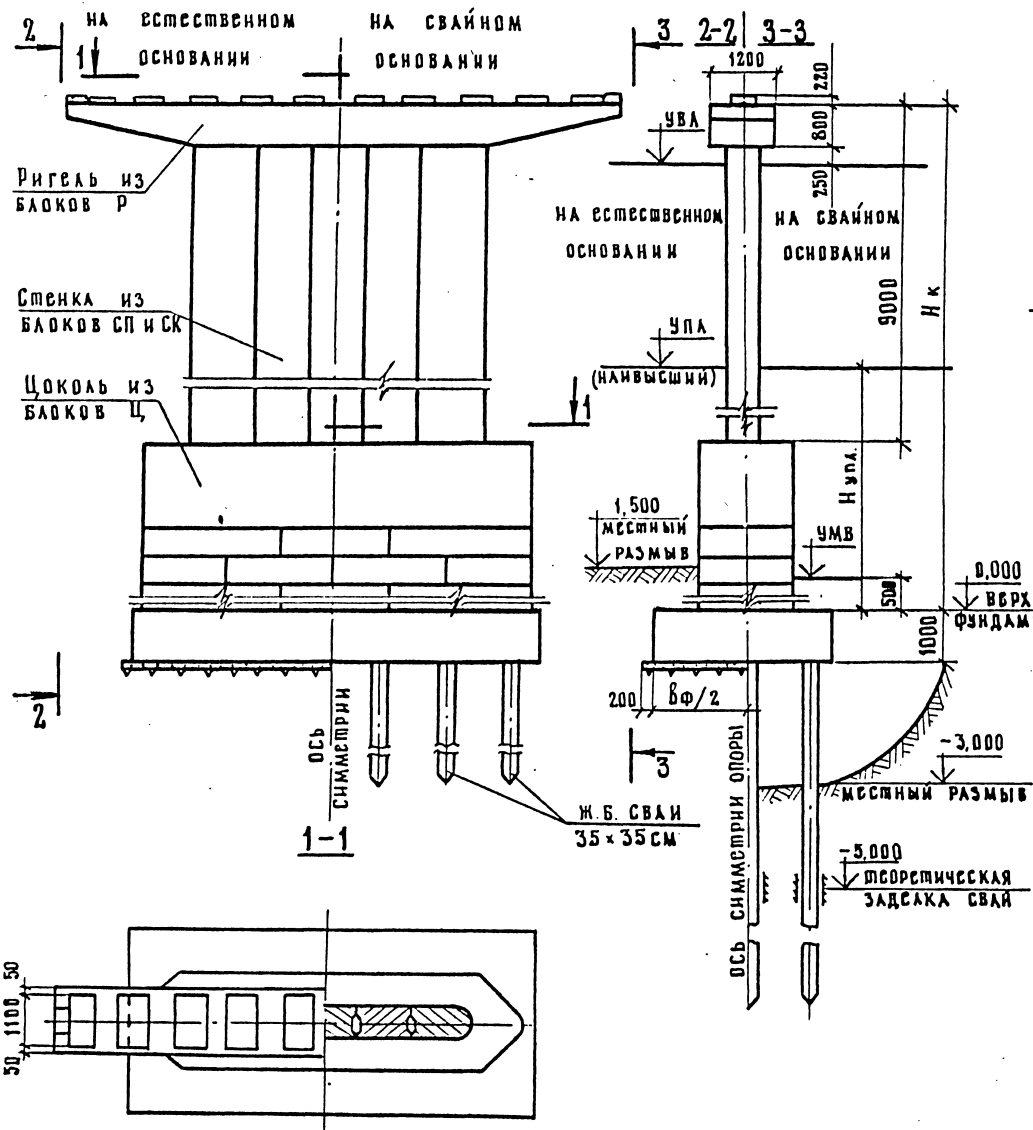 2
НА ЕСТЕСТВЕННОМ
ОСНОВАНИИ
1
НА СВАЙНОМ
ОСНОВАНИИ
3
2-2
3-3
1200
220
УВЛ
800
250
РИГЕЛЬ ИЗ
БЛОКОВ Р
НА ЕСТЕСТВЕННОМ
ОСНОВАНИИ
НА СВАЙНОМ
ОСНОВАНИИ
СТЕНКА ИЗ
БЛОКОВ СП И СК
9000
Нк
УПЛ
(НАИВЫСШИЙ)
ЦОКОЛЬ ИЗ
БЛОКОВ Ц
1
Нупл.
1,500
МЕСТНЫЙ
РАЗМЫВ
УМВ
500
0,000
ВЕРХ
ФУНДАМ
1000
2
200
Вф/2
ОСЬ
СИММЕТРИИ
3
ОСЬ СИММЕТРИИ ОПОРЫ
-3,000
МЕСТНЫЙ РАЗМЫВ
Ж.Б. СВАИ
35×35СМ
1-1
-5,000
ТЕОРЕТИЧЕСКАЯ
ЗАДЕЛКА СВАЙ
50
1100
50